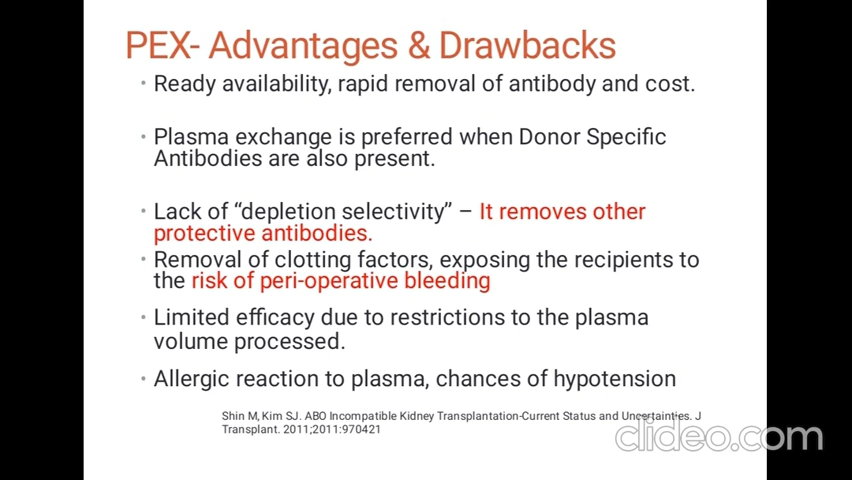 PEX- Advantages & Drawbacks
• Ready availability, rapid removal of antibody and cost.
• Plasma exchange is preferred when Donor Specific
Antibodies are also present.
• Lack of “depletion selectivity” – It removes other
protective antibodies.
• Removal of clotting factors, exposing the recipients to
the risk of peri-operative bleeding
• Limited efficacy due to restrictions to the plasma
volume processed.
• Allergic reaction to plasma, chances of hypotension
Shin M, Kim SJ. ABO Incompatible Kidney Transplantation-Current Status and Uncertainties. J
Transplant. 2011;2011:970421
clideo.com